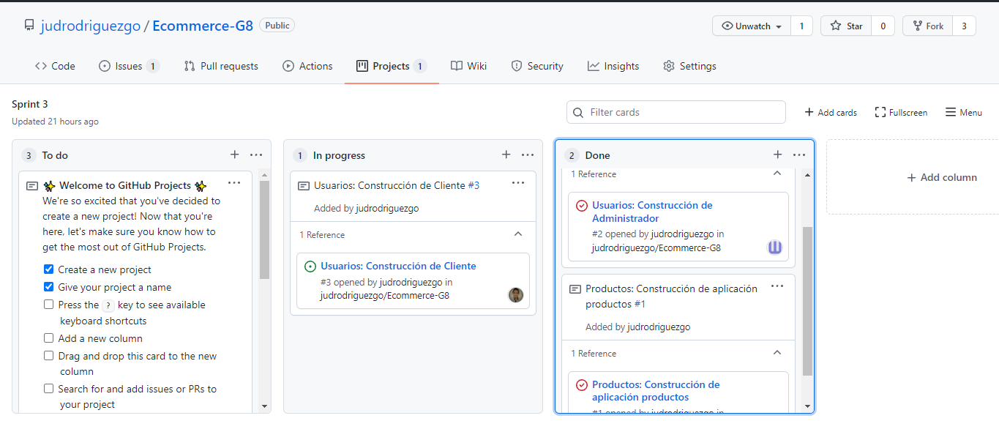 judrodriguezgo / Ecommerce-G8 Public
Unwatch 1 Star 0 Fork 3
Code Issues 1 Pull requests Actions Projects 1 Wiki Security Insights Settings
Sprint 3
Updated 21 hours ago
Filter cards
Add cards Fullscreen Menu
3 To do
✨ Welcome to GitHub Projects ✨
We're so excited that you've decided to
create a new project! Now that you're
here, let's make sure you know how to
get the most out of GitHub Projects.
Create a new project
Give your project a name
Press the ? key to see available
keyboard shortcuts
Add a new column
Drag and drop this card to the new
column
Search for and add issues or PRs to
your project
1 In progress
Usuarios: Construcción de Cliente #3
Added by judrodriguezgo
1 Reference
Usuarios: Construcción de Cliente
#3 opened by judrodriguezgo in
judrodriguezgo/Ecommerce-G8
2 Done
1 Reference
Usuarios: Construcción de
Administrador
#2 opened by judrodriguezgo in
judrodriguezgo/Ecommerce-G8
Productos: Construcción de aplicación
productos #1
Added by judrodriguezgo
1 Reference
Productos: Construcción de
aplicación productos
#1 opened by judrodriguezgo in
Add column